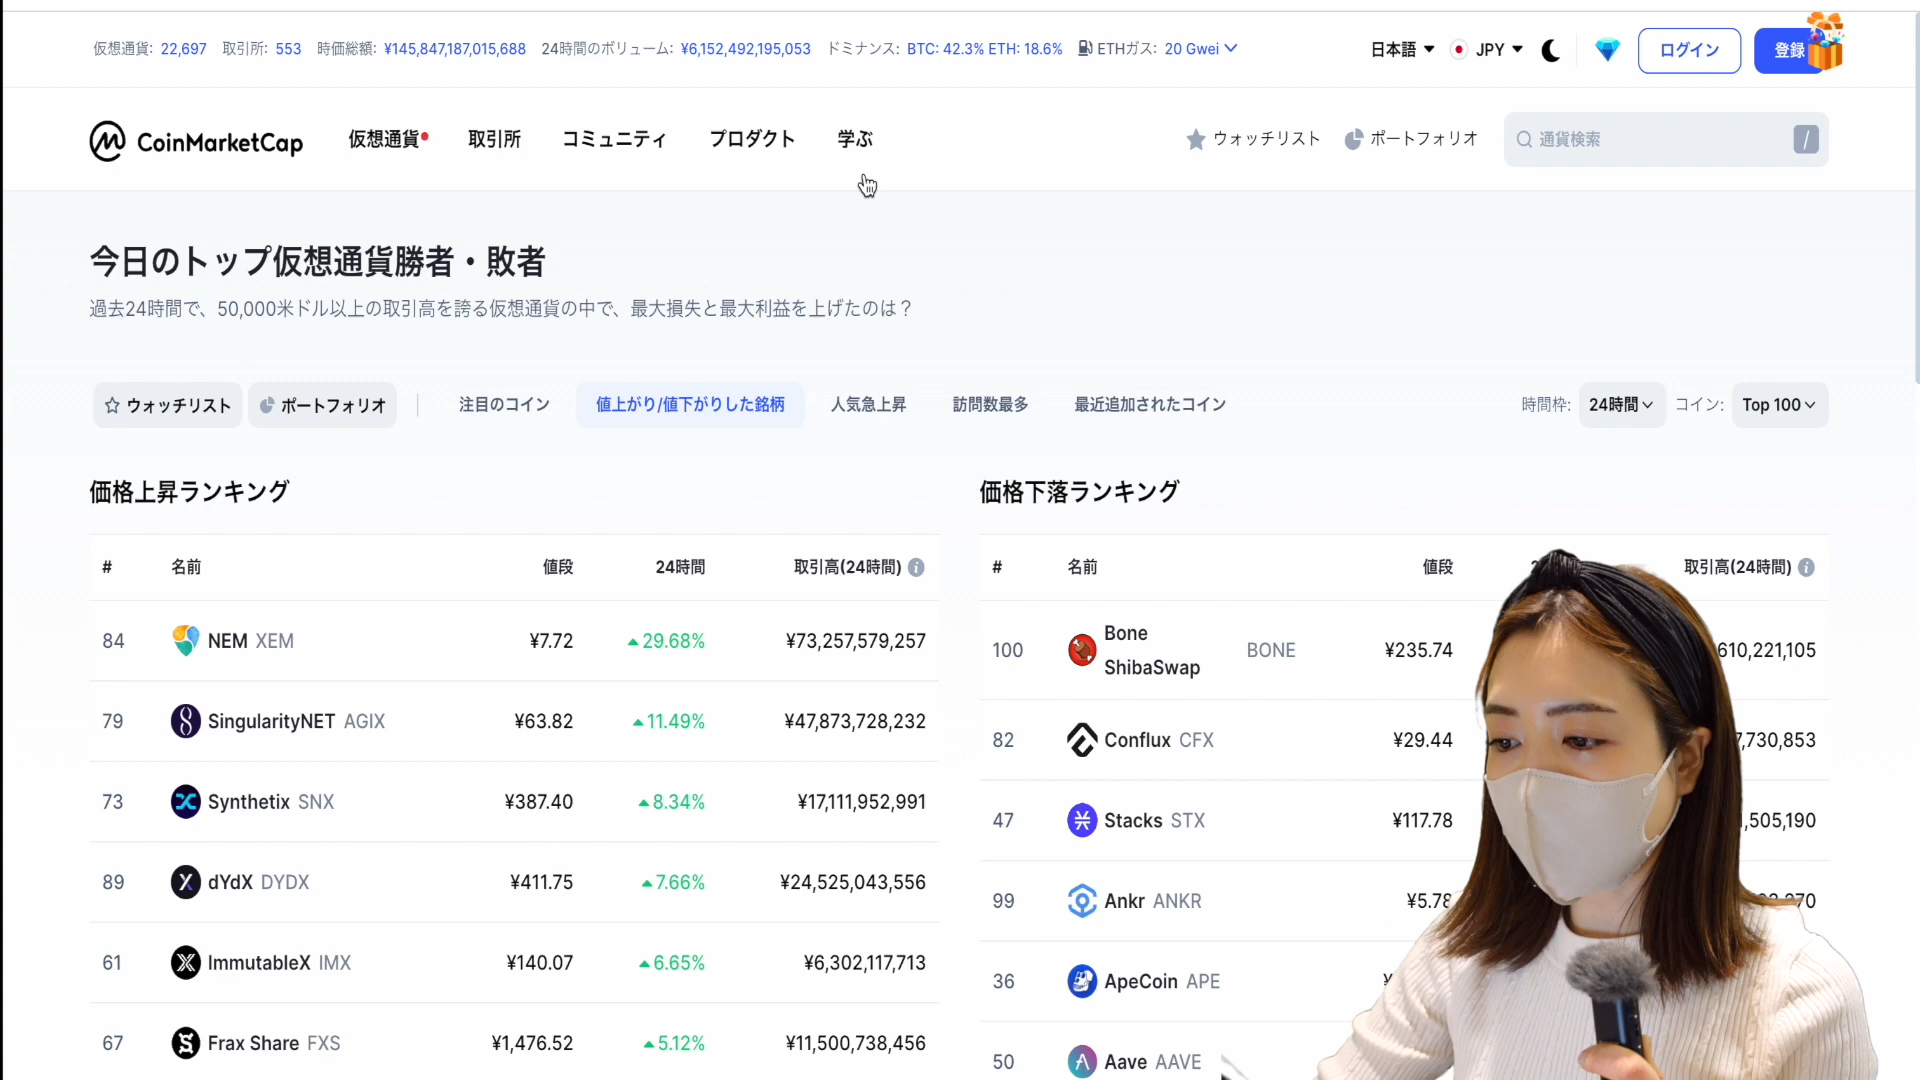 仮想通貨: 22,697 取引所: 553 時価総額: ¥145,847,187,015,688 24時間のボリューム: ¥6,152,492,195,053 ドミナンス: BTC: 42.3% ETH: 18.6% ETHガス: 20 Gwei 日本語 JPY ログイン 登録
CoinMarketCap 仮想通貨 取引所 コミュニティ プロダクト 学ぶ ウォッチリスト ポートフォリオ 通貨検索 /
今日のトップ仮想通貨勝者・敗者
過去24時間で、50,000米ドル以上の取引高を誇る仮想通貨の中で、最大損失と最大利益を上げたのは？
ウォッチリスト ポートフォリオ 注目のコイン 値上がり/値下がりした銘柄 人気急上昇 訪問数最多 最近追加されたコイン 時間枠: 24時間 コイン: Top 100
価格上昇ランキング
# 名前 値段 24時間 取引高(24時間)
84 NEM XEM ¥7.72 29.68% ¥73,257,579,257
79 SingularityNET AGIX ¥63.82 11.49% ¥47,873,728,232
73 Synthetix SNX ¥387.40 8.34% ¥17,111,952,991
89 dYdX DYDX ¥411.75 7.66% ¥24,525,043,556
61 ImmutableX IMX ¥140.07 6.65% ¥6,302,117,713
67 Frax Share FXS ¥1,476.52 5.12% ¥11,500,738,456
価格下落ランキング
# 名前 値段 取引高(24時間)
100 Bone ShibaSwap BONE ¥235.74 610,221,105
82 Conflux CFX ¥29.44 7,730,853
47 Stacks STX ¥117.78 ,505,190
99 Ankr ANKR ¥5.78
36 ApeCoin APE ¥
50 Aave AAVE